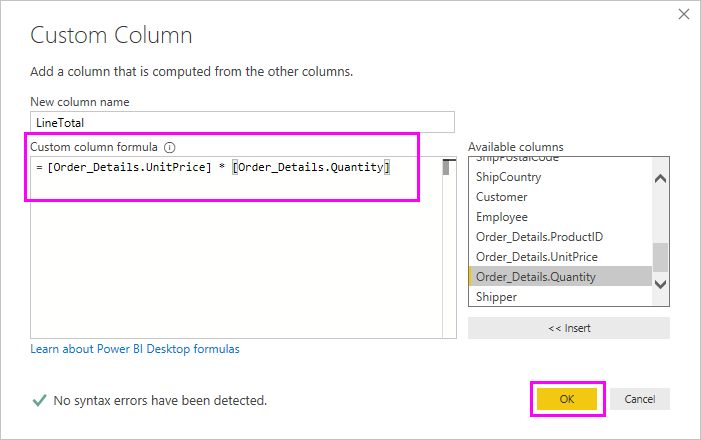 Custom Column
Add a column that is computed from the other columns.
New column name
LineTotal
Custom column formula
= [Order_Details.UnitPrice] * [Order_Details.Quantity]
Available columns
ShipPostalCode
ShipCountry
Customer
Employee
Order_Details.ProductID
Order_Details.UnitPrice
Order_Details.Quantity
Shipper
<< Insert
Learn about Power BI Desktop formulas
No syntax errors have been detected.
OK
Cancel